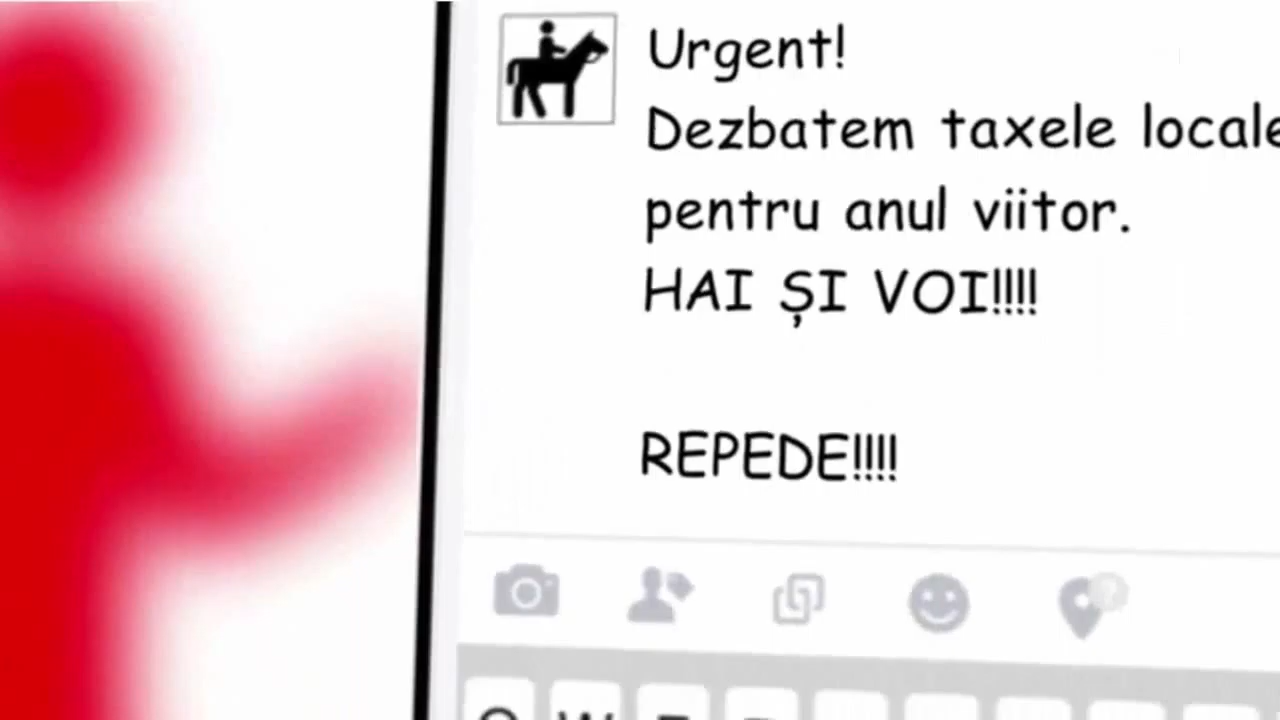 Urgent!
Dezbatem taxele locale
pentru anul viitor.
HAI ȘI VOI!!!!
REPEDE!!!!